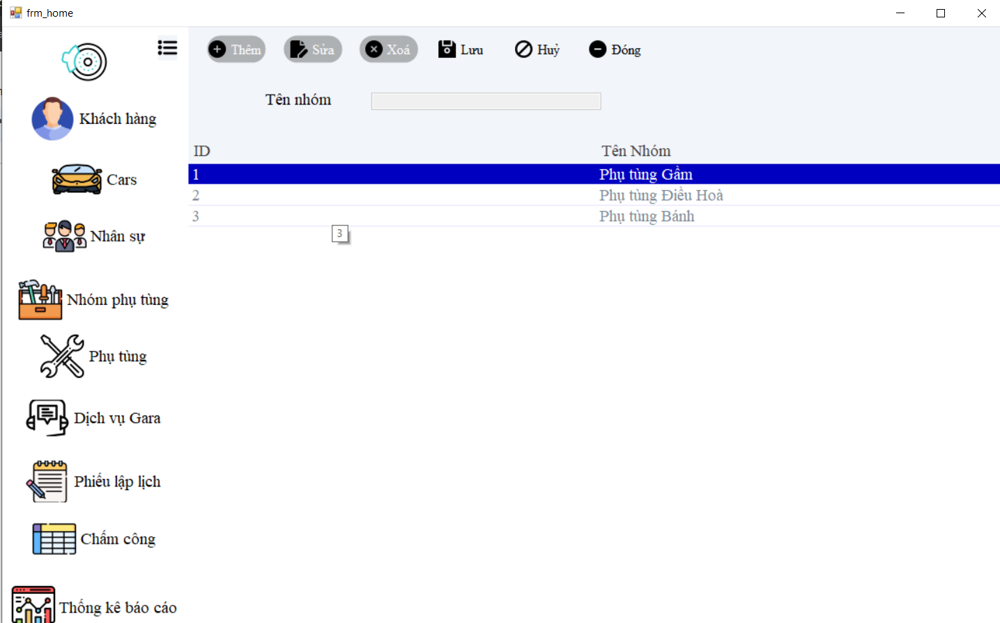 frm_home
Thêm Sửa Xoá Lưu Huỷ Đóng
Tên nhóm
ID Tên Nhóm
1 Phụ tùng Gầm
2 Phụ tùng Điều Hoà
3 Phụ tùng Bánh
3
Khách hàng
Cars
Nhân sự
Nhóm phụ tùng
Phụ tùng
Dịch vụ Gara
Phiếu lập lịch
Chấm công
Thống kê báo cáo